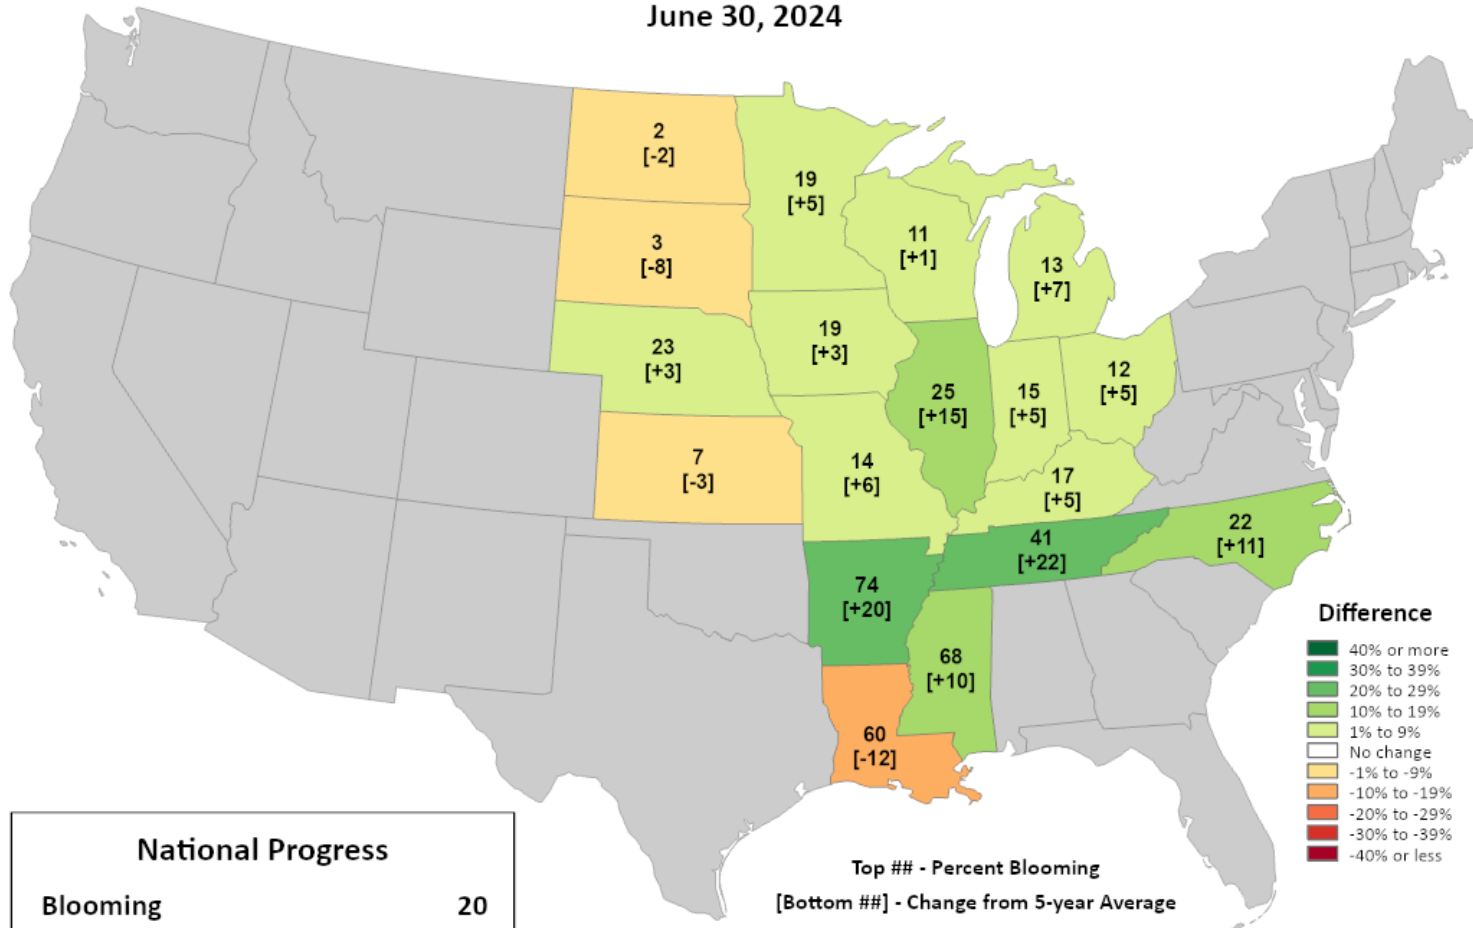 June 30, 2024
2
[-2]
19
[+5]
11
[+1]
3
[-8]
13
[+7]
19
[+3]
23
[+3]
12
[+5]
25
[+15]
15
[+5]
7
[-3]
14
[+6]
17
[+5]
22
[+11]
41
[+22]
74
[+20]
68
[+10]
60
[-12]
Difference
40% or more
30% to 39%
20% to 29%
10% to 19%
1% to 9%
No change
-1% to -9%
-10% to -19%
-20% to -29%
-30% to -39%
-40% or less
National Progress
Blooming 20
Top ## - Percent Blooming
[Bottom ##] - Change from 5-year Average